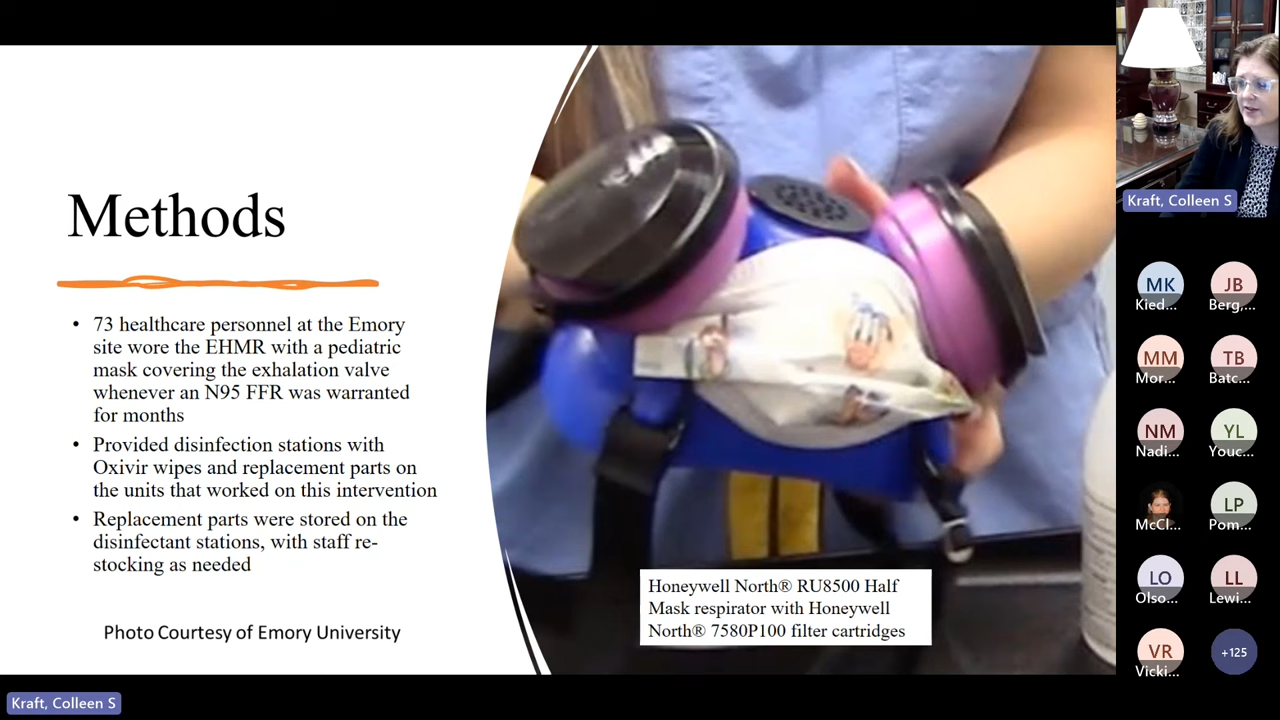 Methods
• 73 healthcare personnel at the Emory
site wore the EHMR with a pediatric
mask covering the exhalation valve
whenever an N95 FFR was warranted
for months
• Provided disinfection stations with
Oxivir wipes and replacement parts on
the units that worked on this intervention
• Replacement parts were stored on the
disinfectant stations, with staff re-
stocking as needed
Photo Courtesy of Emory University
Honeywell North® RU8500 Half
Mask respirator with Honeywell
North® 7580P100 filter cartridges
Kraft, Colleen S
MK
Kied...
JB
Berg,...
MM
Mor...
TB
Batc...
NM
Nadi...
YL
Youc...
McCl...
LP
Pom...
LO
Olso...
LL
Lewi...
VR
Vicki...
+125
Kraft, Colleen S